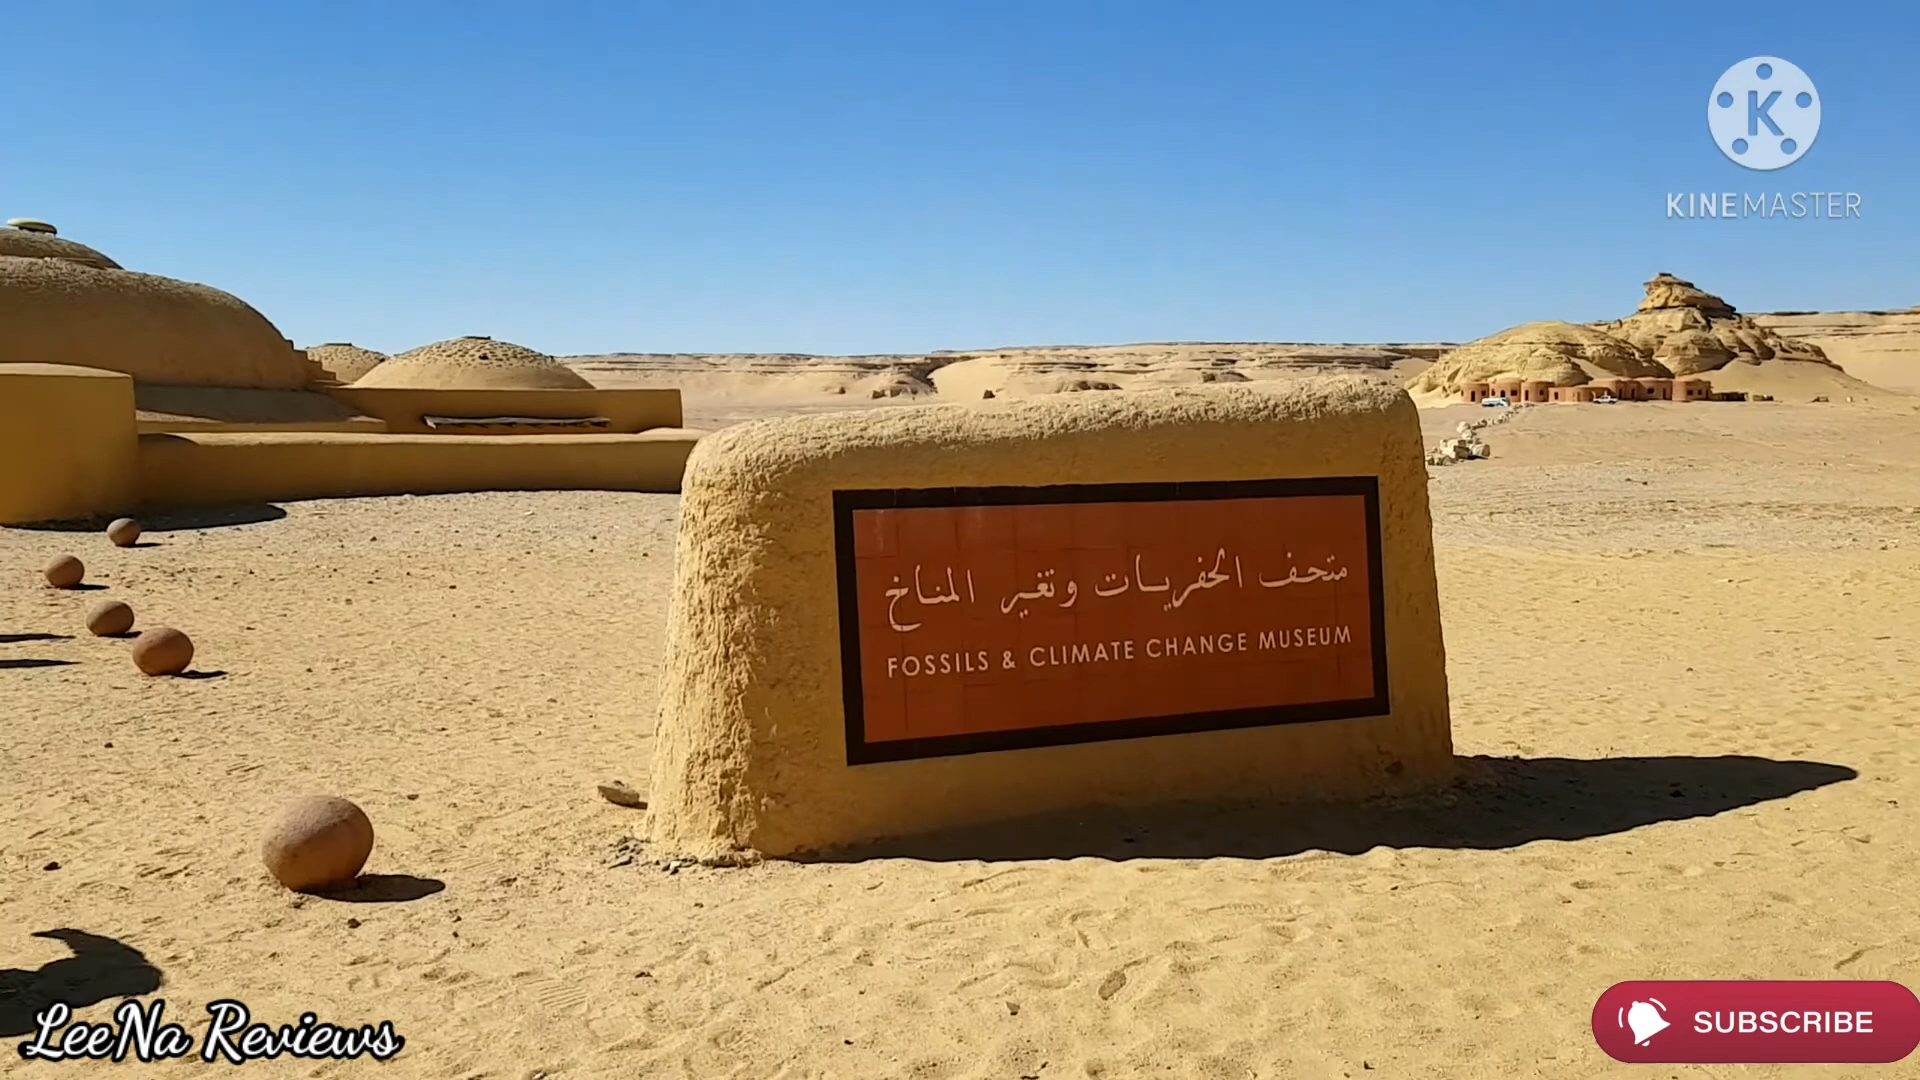 K
KINEMASTER
متحف الحفريات وتغير المناخ
FOSSILS & CLIMATE CHANGE MUSEUM
LeeNa Reviews
SUBSCRIBE